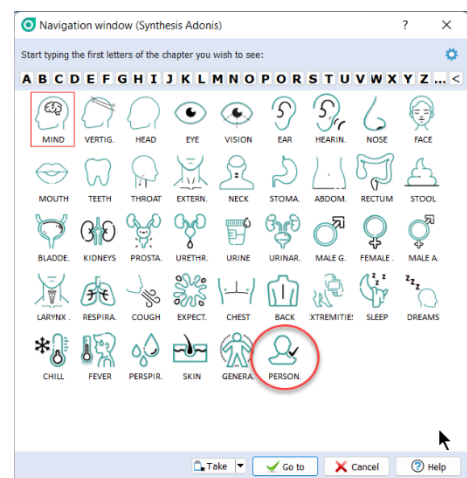 Navigation window (Synthesis Adonis) ? X
Start typing the first letters of the chapter you wish to see:
A B C D E F G H I J K L M N O P Q R S T U V W X Y Z ... <
MIND VERTIG. HEAD EYE VISION EAR HEARIN. NOSE FACE
MOUTH TEETH THROAT EXTERN. NECK STOMA. ABDOM. RECTUM STOOL
BLADDE. KIDNEYS PROSTA. URETHR. URINE URINAR. MALE G. FEMALE . MALE A.
LARYNX . RESPIRA. COUGH EXPECT. CHEST BACK XTREMITIE: SLEEP DREAMS
CHILL FEVER PERSPIR. SKIN GENERA. PERSON.
Take Go to Cancel Help